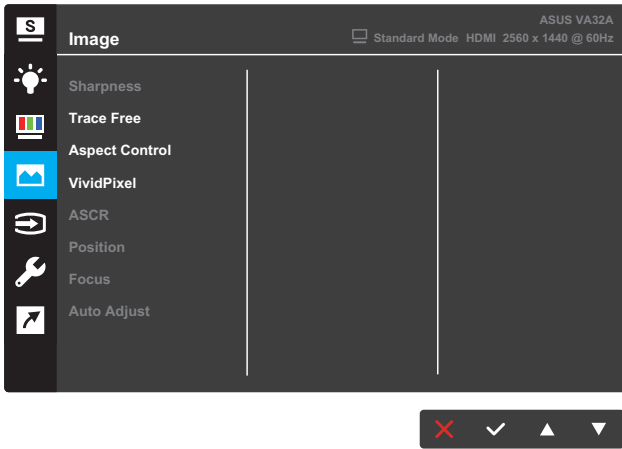 S
ASUS VA32A
Image
Standard Mode HDMI 2560 x 1440 @ 60Hz
Sharpness
Trace Free
Aspect Control
VividPixel
ASCR
Position
Focus
Auto Adjust